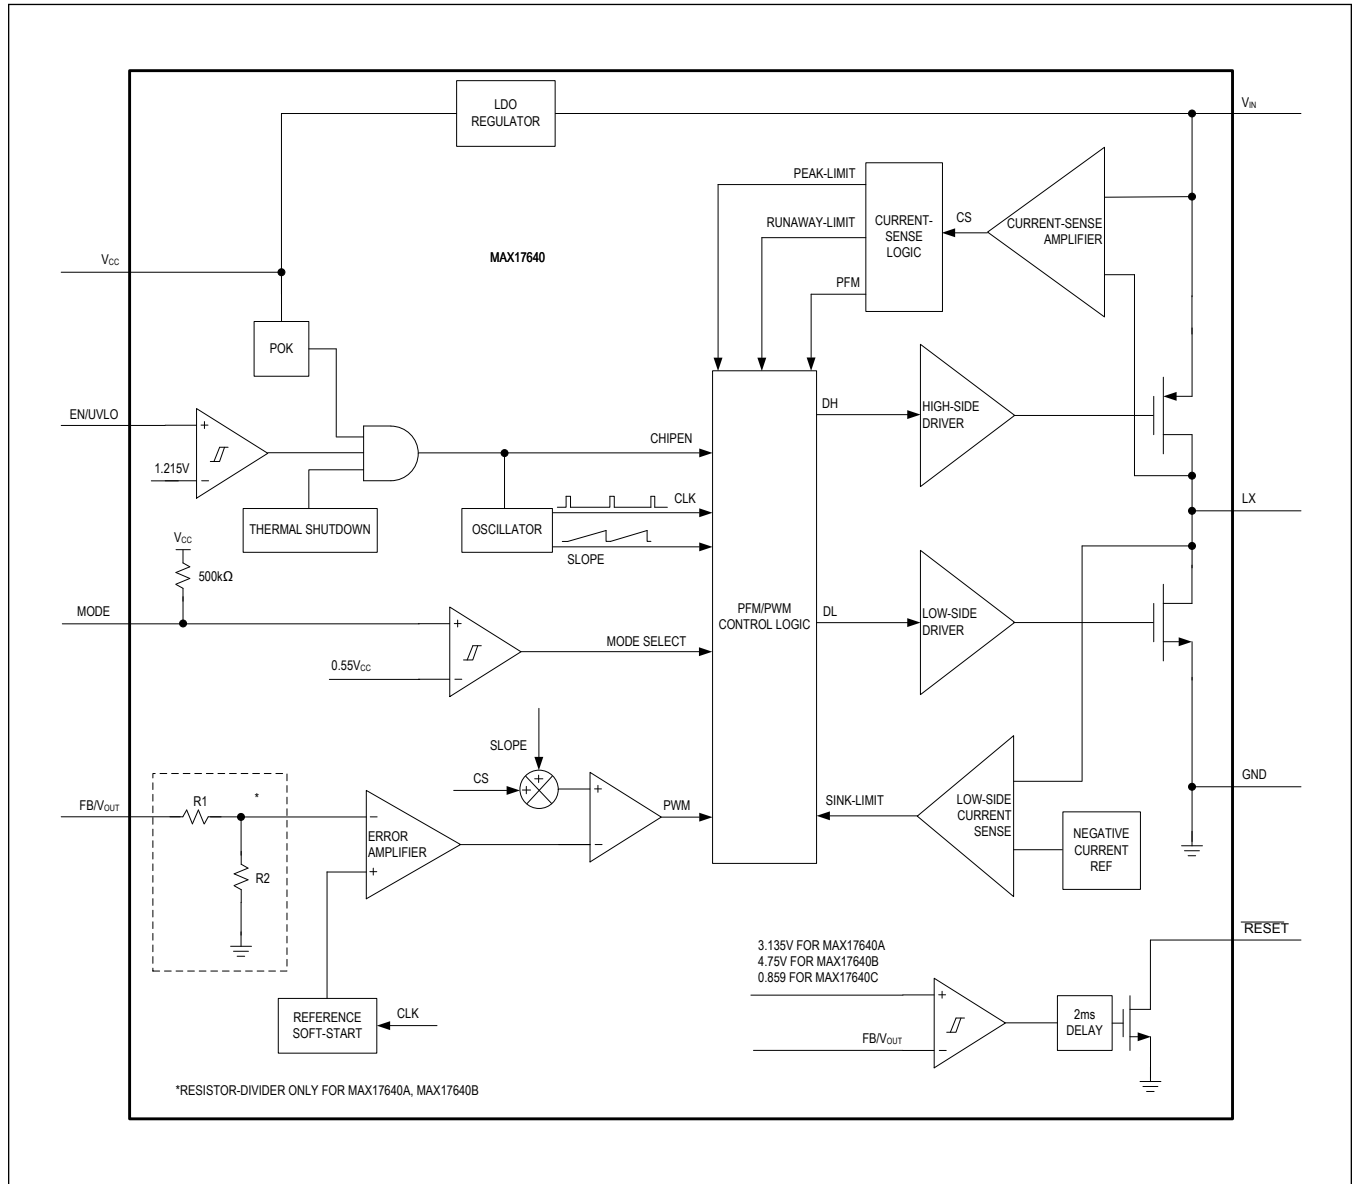 LDO
REGULATOR
VIN
PEAK-LIMIT
RUNAWAY-LIMIT
PFM
CURRENT-
SENSE
LOGIC
CS
CURRENT-SENSE
AMPLIFIER
VCC
MAX17640
POK
EN/UVLO
+
1.215V
−
THERMAL SHUTDOWN
CHIPEN
OSCILLATOR
CLK
SLOPE
DH
HIGH-SIDE
DRIVER
LX
VCC
500kΩ
MODE
+
0.55VCC
−
MODE SELECT
PFM/PWM
CONTROL LOGIC
DL
LOW-SIDE
DRIVER
SLOPE
CS
+
+
+
−
PWM
FB/VOUT
R1
*
R2
−
ERROR
AMPLIFIER
+
SINK-LIMIT
LOW-SIDE
CURRENT
SENSE
NEGATIVE
CURRENT
REF
GND
REFERENCE
SOFT-START
CLK
3.135V FOR MAX17640A
4.75V FOR MAX17640B
0.859 FOR MAX17640C
+
FB/VOUT
−
2ms
DELAY
RESET
*RESISTOR-DIVIDER ONLY FOR MAX17640A, MAX17640B